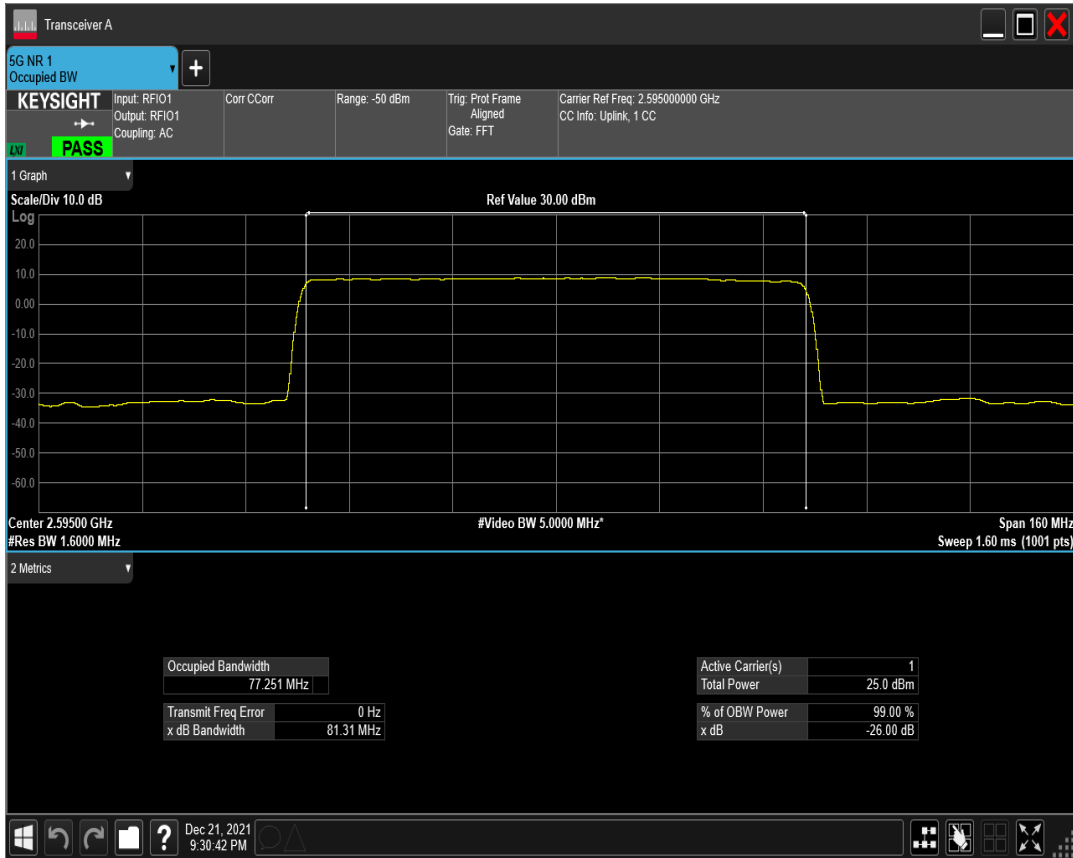 Transceiver A
5G NR 1
Occupied BW
+
KEYSIGHT
Input: RFIO1
Output: RFIO1
Coupling: AC
Corr CCorr
Range: -50 dBm
Trig: Prot Frame
Aligned
Gate: FFT
Carrier Ref Freq: 2.595000000 GHz
CC Info: Uplink, 1 CC
LXI
PASS
1 Graph
Scale/Div 10.0 dB
Ref Value 30.00 dBm
Log
20.0
10.0
0.00
-10.0
-20.0
-30.0
-40.0
-50.0
-60.0
Center 2.59500 GHz
#Video BW 5.0000 MHz*
Span 160 MHz
#Res BW 1.6000 MHz
Sweep 1.60 ms (1001 pts)
2 Metrics
Occupied Bandwidth
77.251 MHz
Transmit Freq Error 0 Hz
x dB Bandwidth 81.31 MHz
Active Carrier(s) 1
Total Power 25.0 dBm
% of OBW Power 99.00 %
x dB -26.00 dB
?
Dec 21, 2021
9:30:42 PM